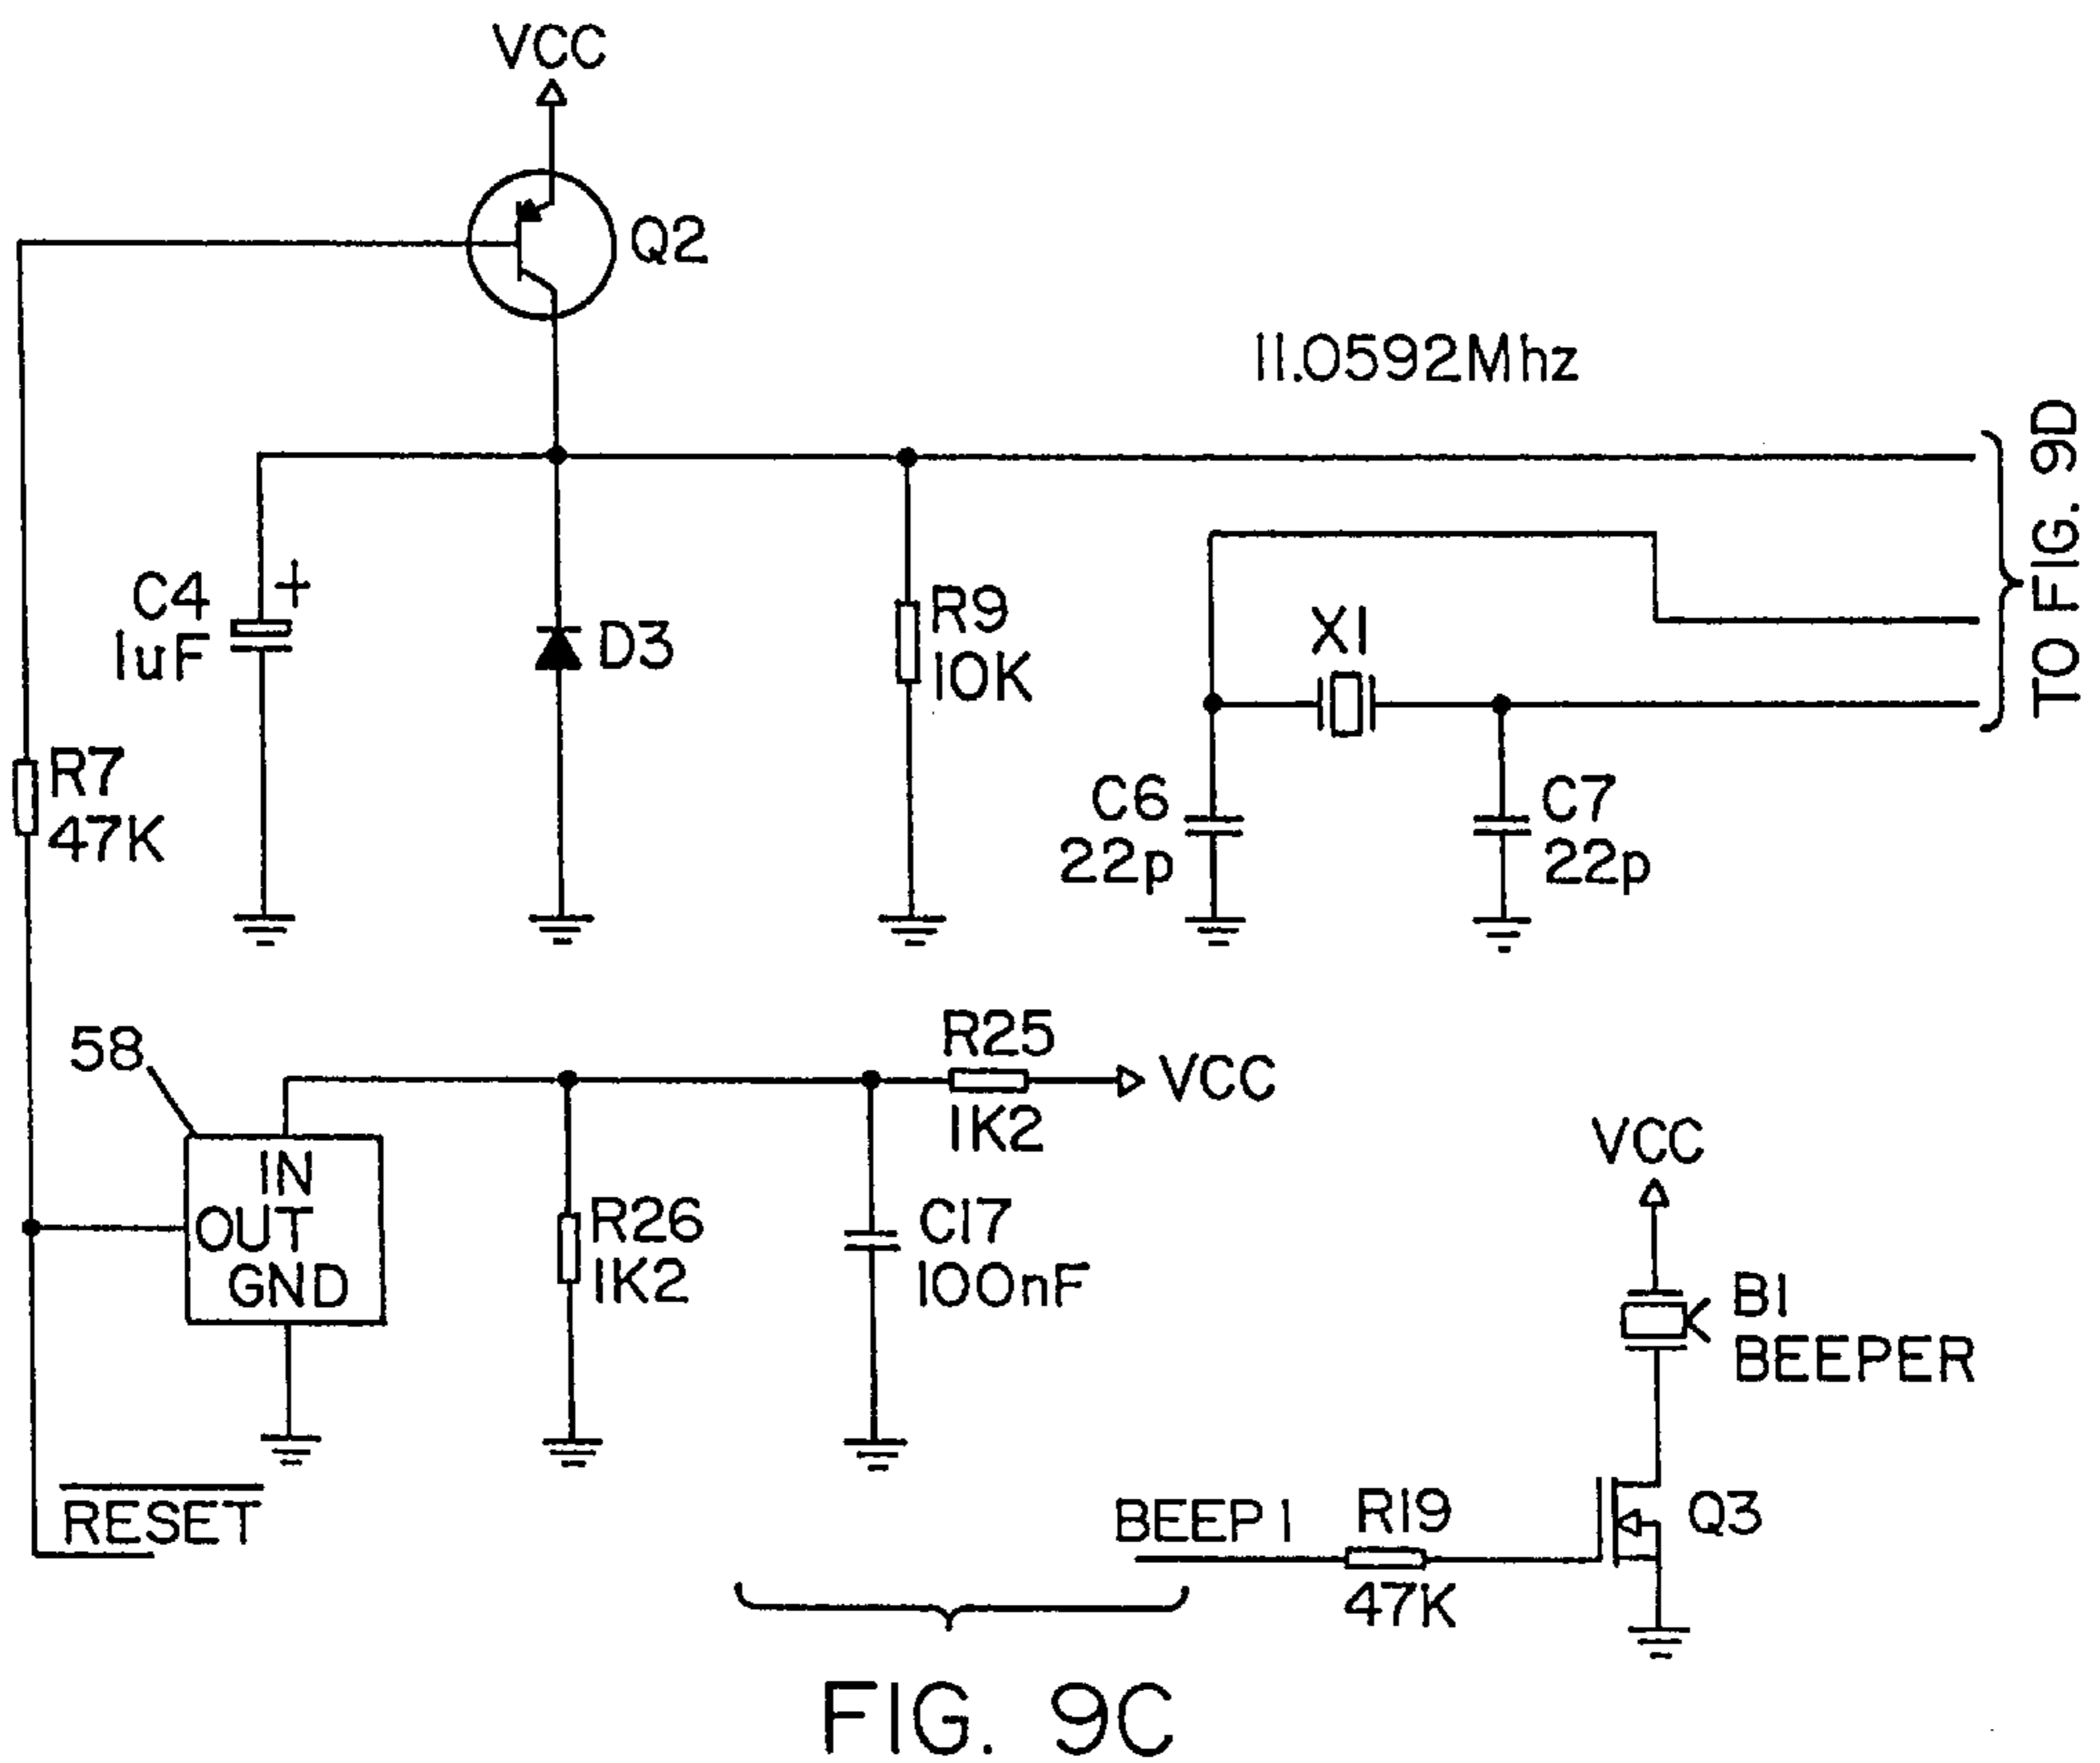 VCC
Q2
11.0592Mhz
TO FIG. 9D
C4
1uF
+
D3
R9
10K
X1
R7
47K
C6
22p
C7
22p
58
R25
VCC
1K2
IN
OUT
GND
R26
1K2
C17
100nF
VCC
B1
BEEPER
RESET
BEEP1
R19
47K
Q3
FIG. 9C